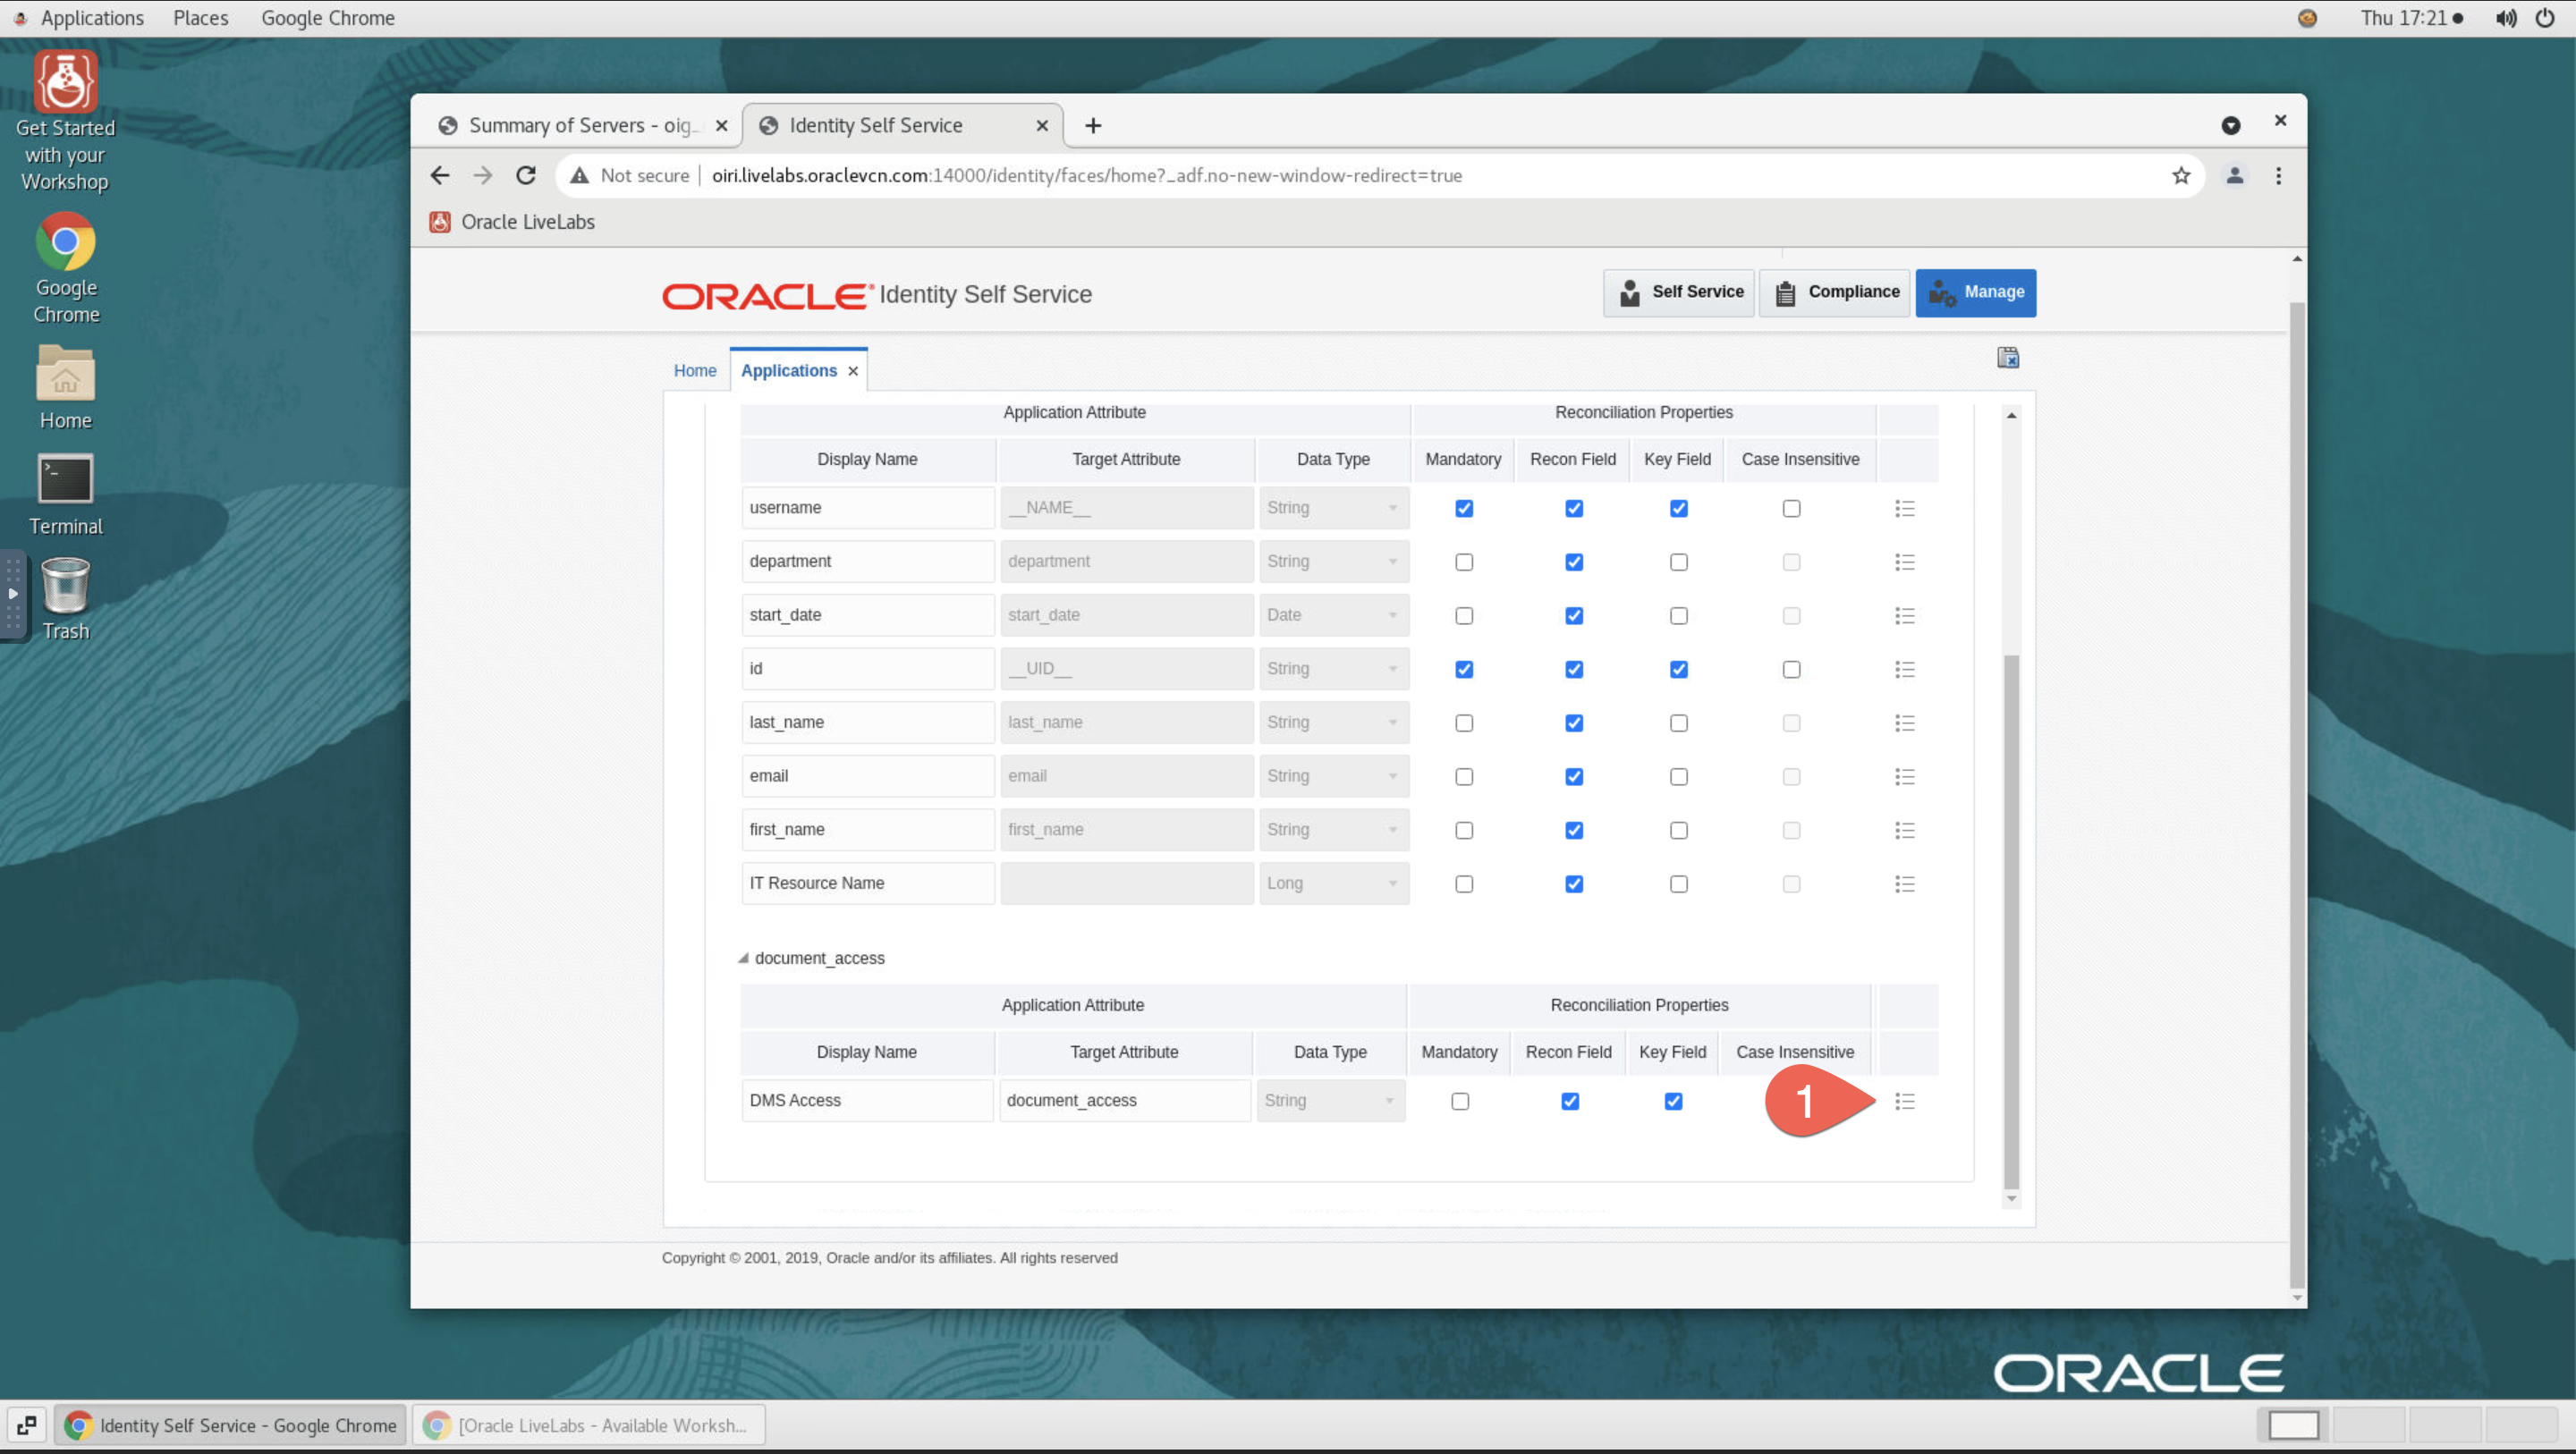 Applications Places Google Chrome Thu 17:21
Get Started
with your
Workshop
Google
Chrome
Home
Terminal
Trash
Summary of Servers - oig_ Identity Self Service
Not secure oiri.livelabs.oraclevcn.com:14000/identity/faces/home?_adf.no-new-window-redirect=true
Oracle LiveLabs
ORACLE Identity Self Service Self Service Compliance Manage
Home Applications
Application Attribute Reconciliation Properties
Display Name Target Attribute Data Type Mandatory Recon Field Key Field Case Insensitive
username __NAME__ String
department department String
start_date start_date Date
id __UID__ String
last_name last_name String
email email String
first_name first_name String
IT Resource Name Long
document_access
Application Attribute Reconciliation Properties
Display Name Target Attribute Data Type Mandatory Recon Field Key Field Case Insensitive
DMS Access document_access String 1
Copyright © 2001, 2019, Oracle and/or its affiliates. All rights reserved
ORACLE
Identity Self Service - Google Chrome [Oracle LiveLabs - Available Worksh...